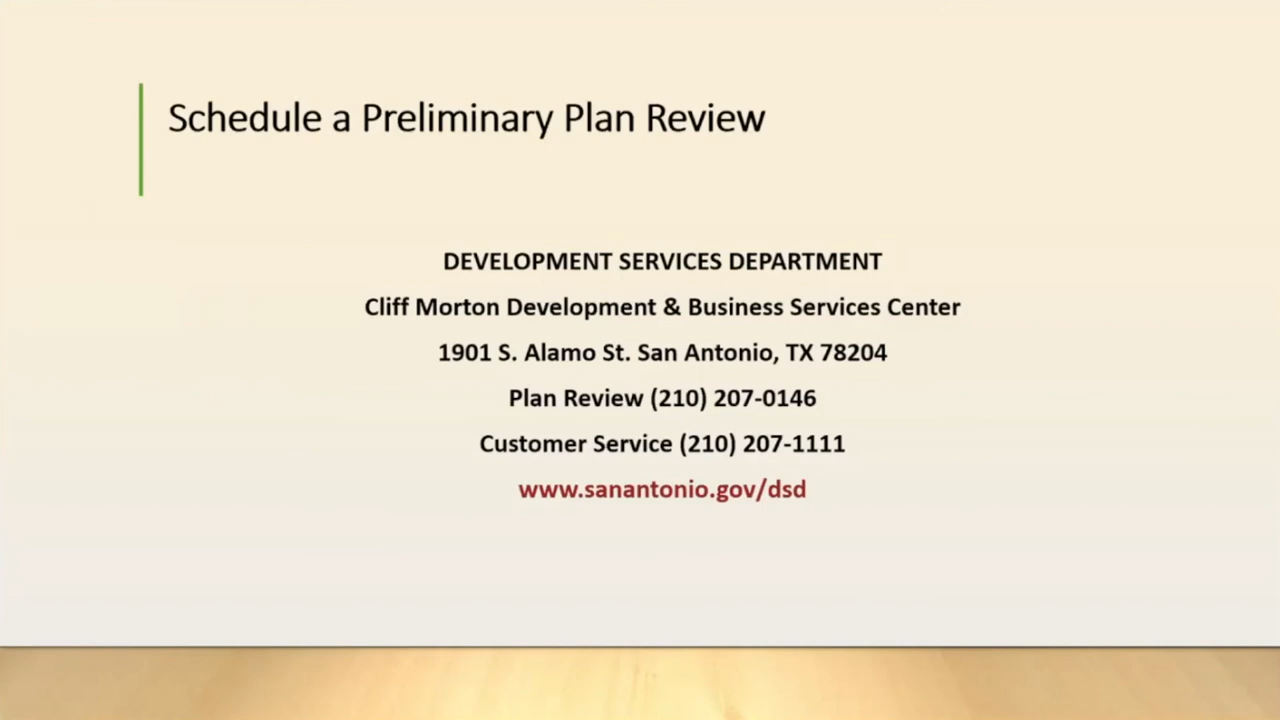 Schedule a Preliminary Plan Review
DEVELOPMENT SERVICES DEPARTMENT
Cliff Morton Development & Business Services Center
1901 S. Alamo St. San Antonio, TX 78204
Plan Review (210) 207-0146
Customer Service (210) 207-1111
www.sanantonio.gov/dsd